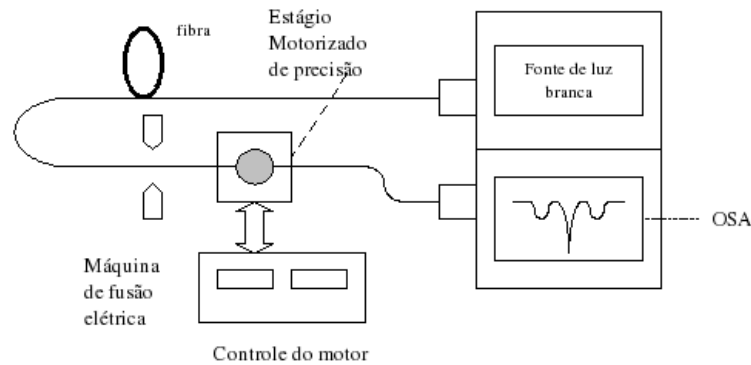 fibra
Estágio
Motorizado
de precisão
Fonte de luz
branca
OSA
Máquina
de fusão
elétrica
Controle do motor